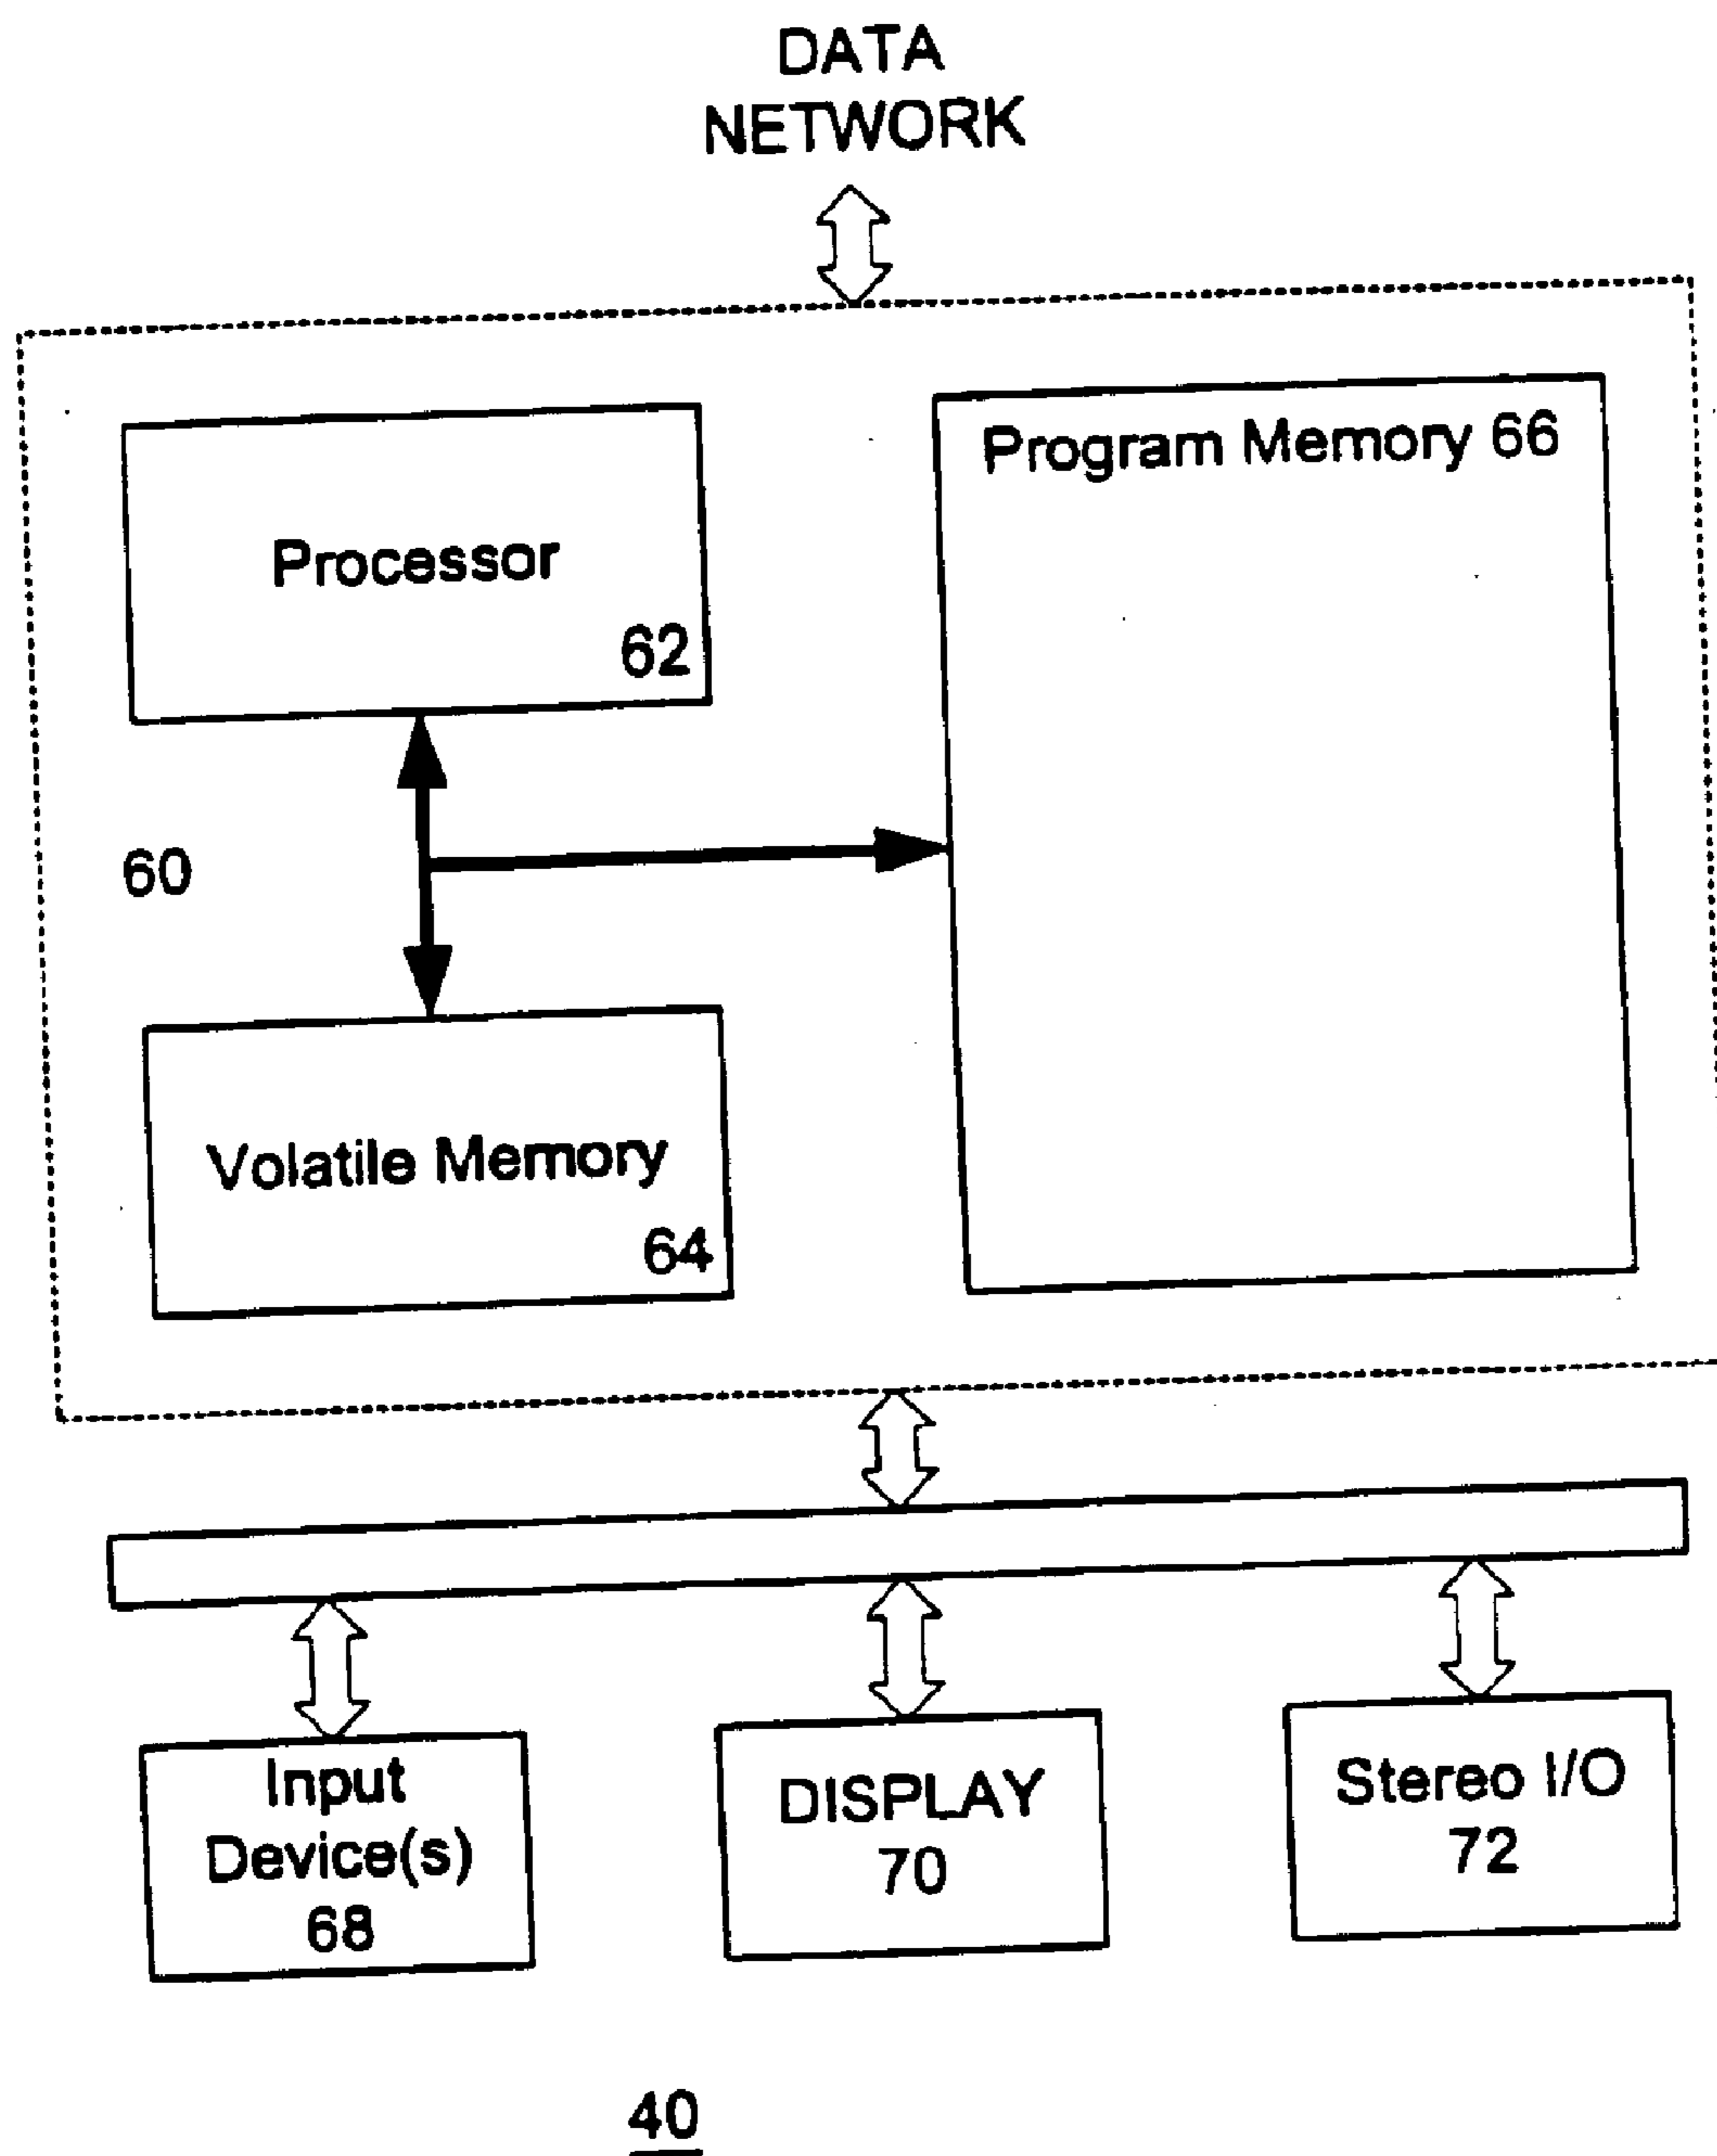 DATA
NETWORK
Program Memory 66
Processor
62
60
Volatile Memory
64
Input
Device(s)
68
DISPLAY
70
Stereo I/O
72
40